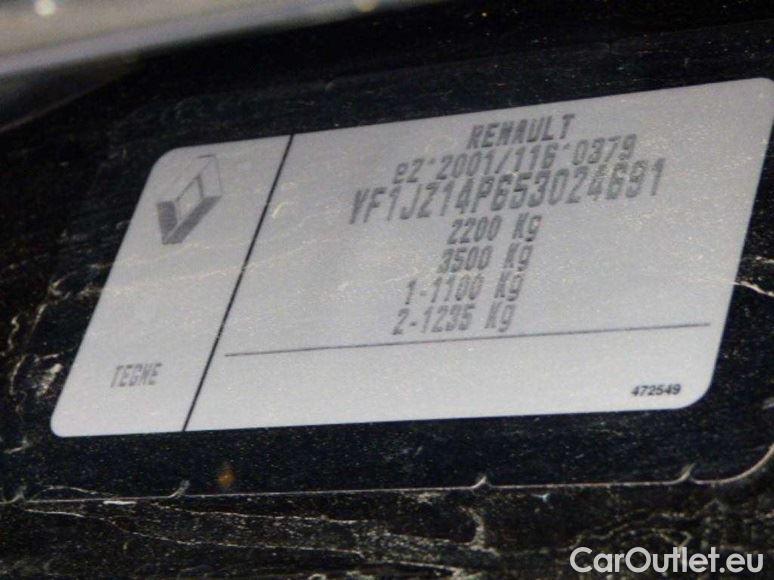 RENAULT
e2*2001/116*0379
VF1JZ14P653024691
2200 Kg
3500 Kg
1-1100 Kg
2-1235 Kg
TEGNE
472549
CarOutlet.eu